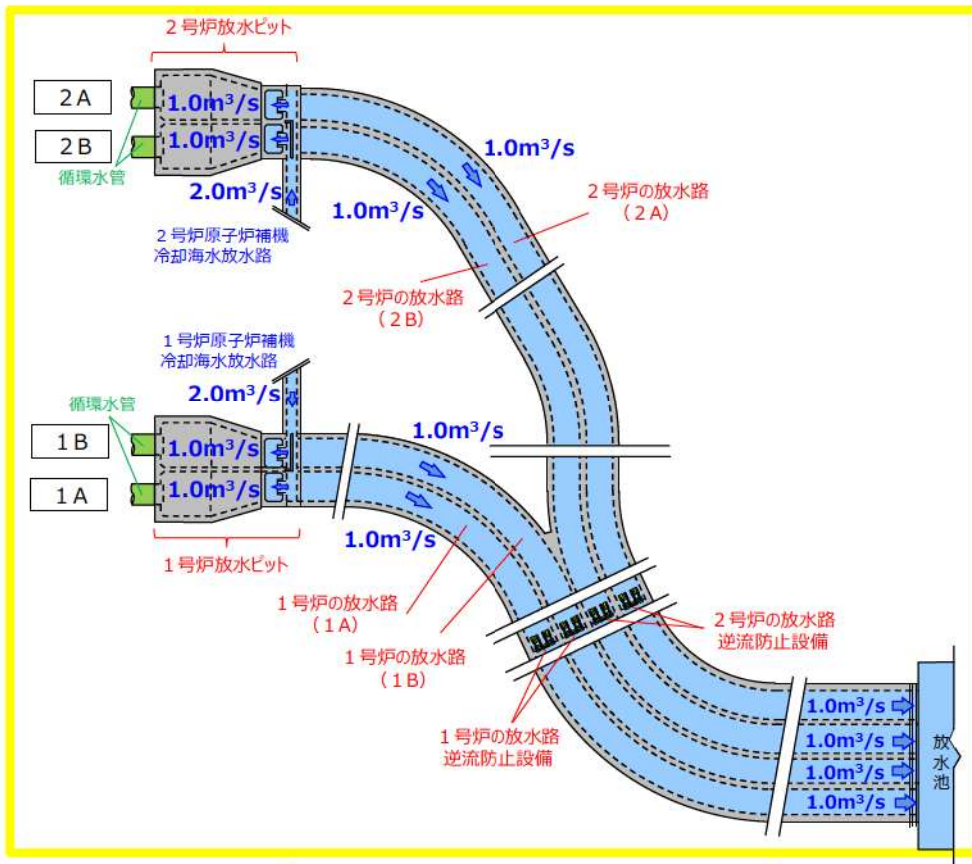 2号炉放水ピット
2A
1.0m³/s
2B
1.0m³/s
循環水管
2.0m³/s
1.0m³/s
1.0m³/s
2号炉の放水路
(2A)
2号炉原子炉補機
冷却海水放水路
2号炉の放水路
(2B)
1号炉原子炉補機
冷却海水放水路
2.0m³/s
循環水管
1.0m³/s
1B
1.0m³/s
1A
1.0m³/s
1.0m³/s
1号炉放水ピット
1号炉の放水路
(1A)
1号炉の放水路
(1B)
2号炉の放水路
逆流防止設備
1号炉の放水路
逆流防止設備
1.0m³/s
1.0m³/s
1.0m³/s
1.0m³/s
放水池